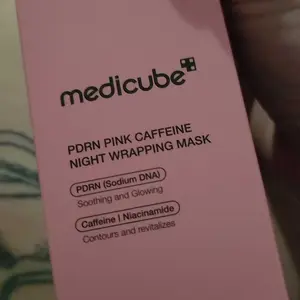 medicube
PDRN PINK CAFFEINE
NIGHT WRAPPING MASK
PDRN (Sodium DNA)
Soothing and Glowing
Caffeine | Niacinamide
Contours and revitalizes